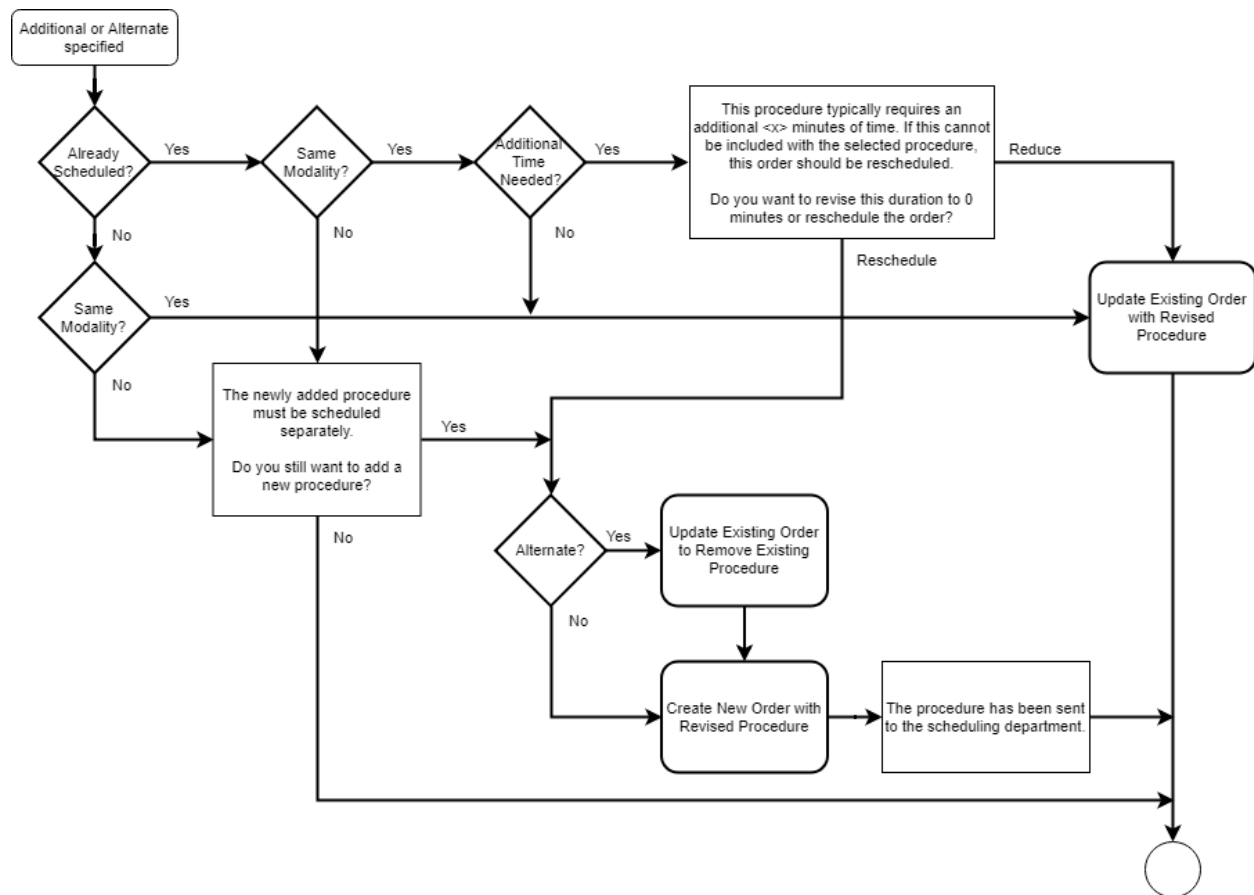 Additional or Alternate
specified
Already
Scheduled?
Yes
Same
Modality?
Yes
Additional
Time
Needed?
Yes
This procedure typically requires an
additional <x> minutes of time. If this cannot
be included with the selected procedure,
this order should be rescheduled.
Do you want to revise this duration to 0
minutes or reschedule the order?
Reduce
No
No
No
Reschedule
Same
Modality?
Yes
Update Existing Order
with Revised
Procedure
No
The newly added procedure
must be scheduled
separately.
Do you still want to add a
new procedure?
Yes
No
Alternate?
Yes
Update Existing Order
to Remove Existing
Procedure
No
Create New Order with
Revised Procedure
The procedure has been sent
to the scheduling department.